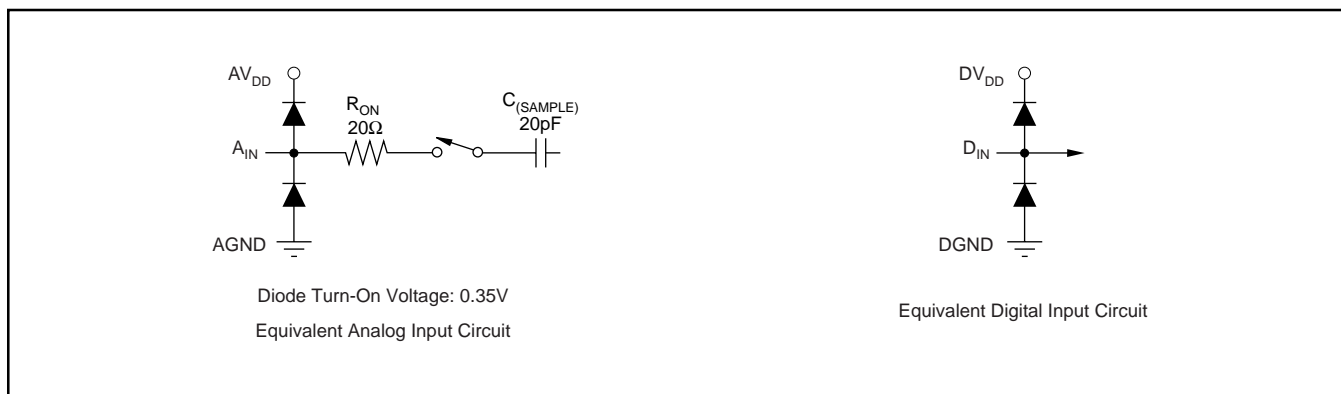 AV_DD
R_ON
20Ω
C_(SAMPLE)
20pF
A_IN
AGND
Diode Turn-On Voltage: 0.35V
Equivalent Analog Input Circuit
DV_DD
D_IN
DGND
Equivalent Digital Input Circuit